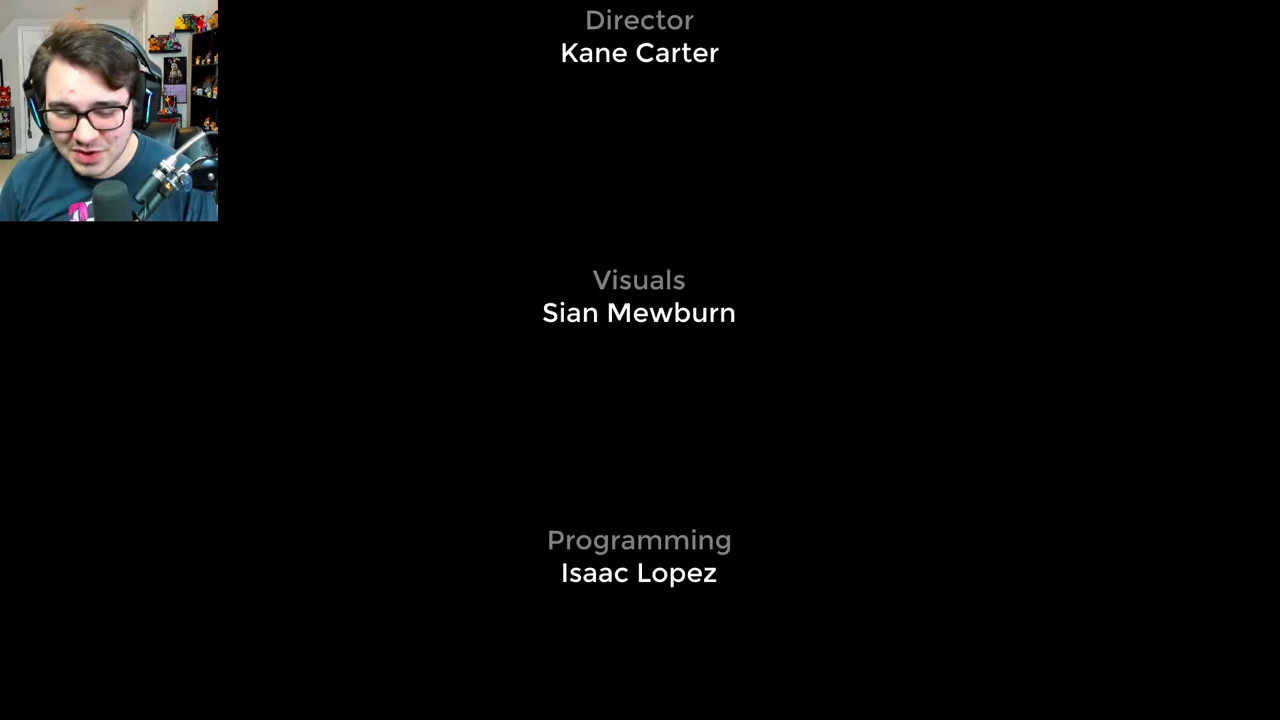 Director
Kane Carter
Visuals
Sian Mewburn
Programming
Isaac Lopez